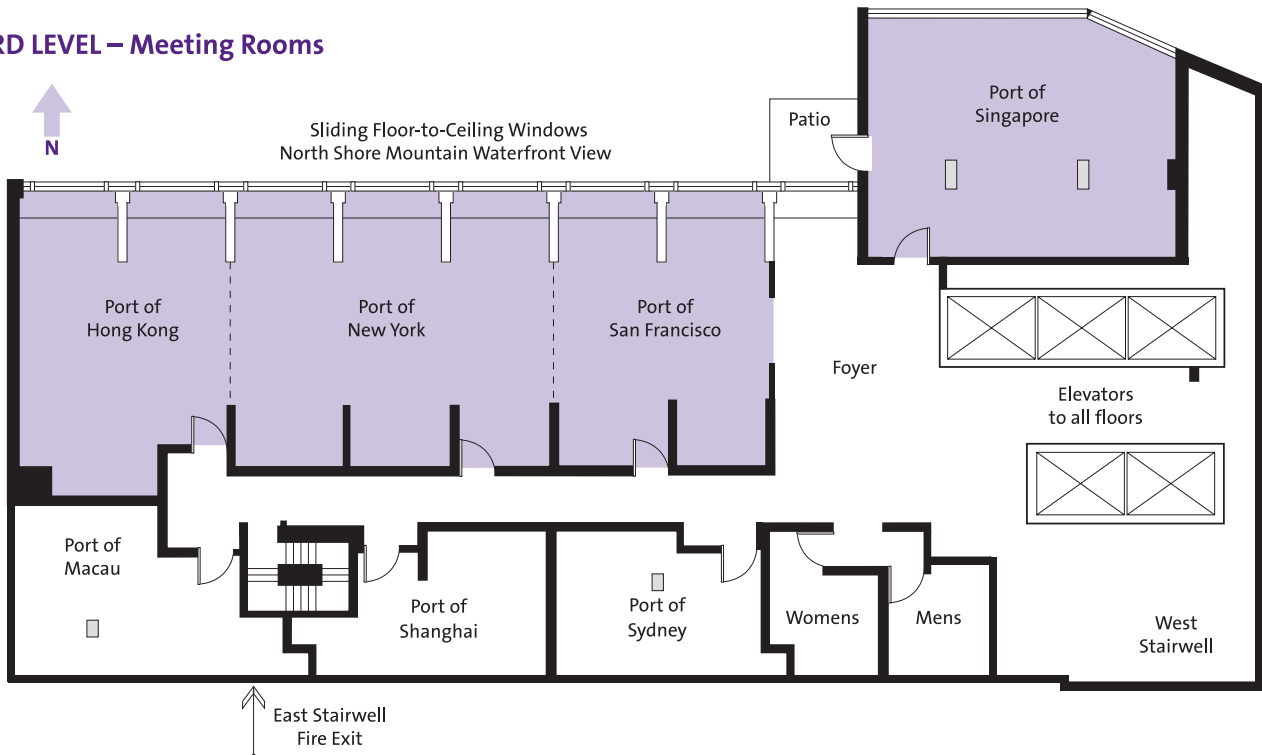 RD LEVEL – Meeting Rooms
N
Sliding Floor-to-Ceiling Windows
North Shore Mountain Waterfront View
Patio
Port of
Singapore
Port of
Hong Kong
Port of
New York
Port of
San Francisco
Foyer
Elevators
to all floors
Port of
Macau
Port of
Shanghai
Port of
Sydney
Womens
Mens
West
Stairwell
East Stairwell
Fire Exit